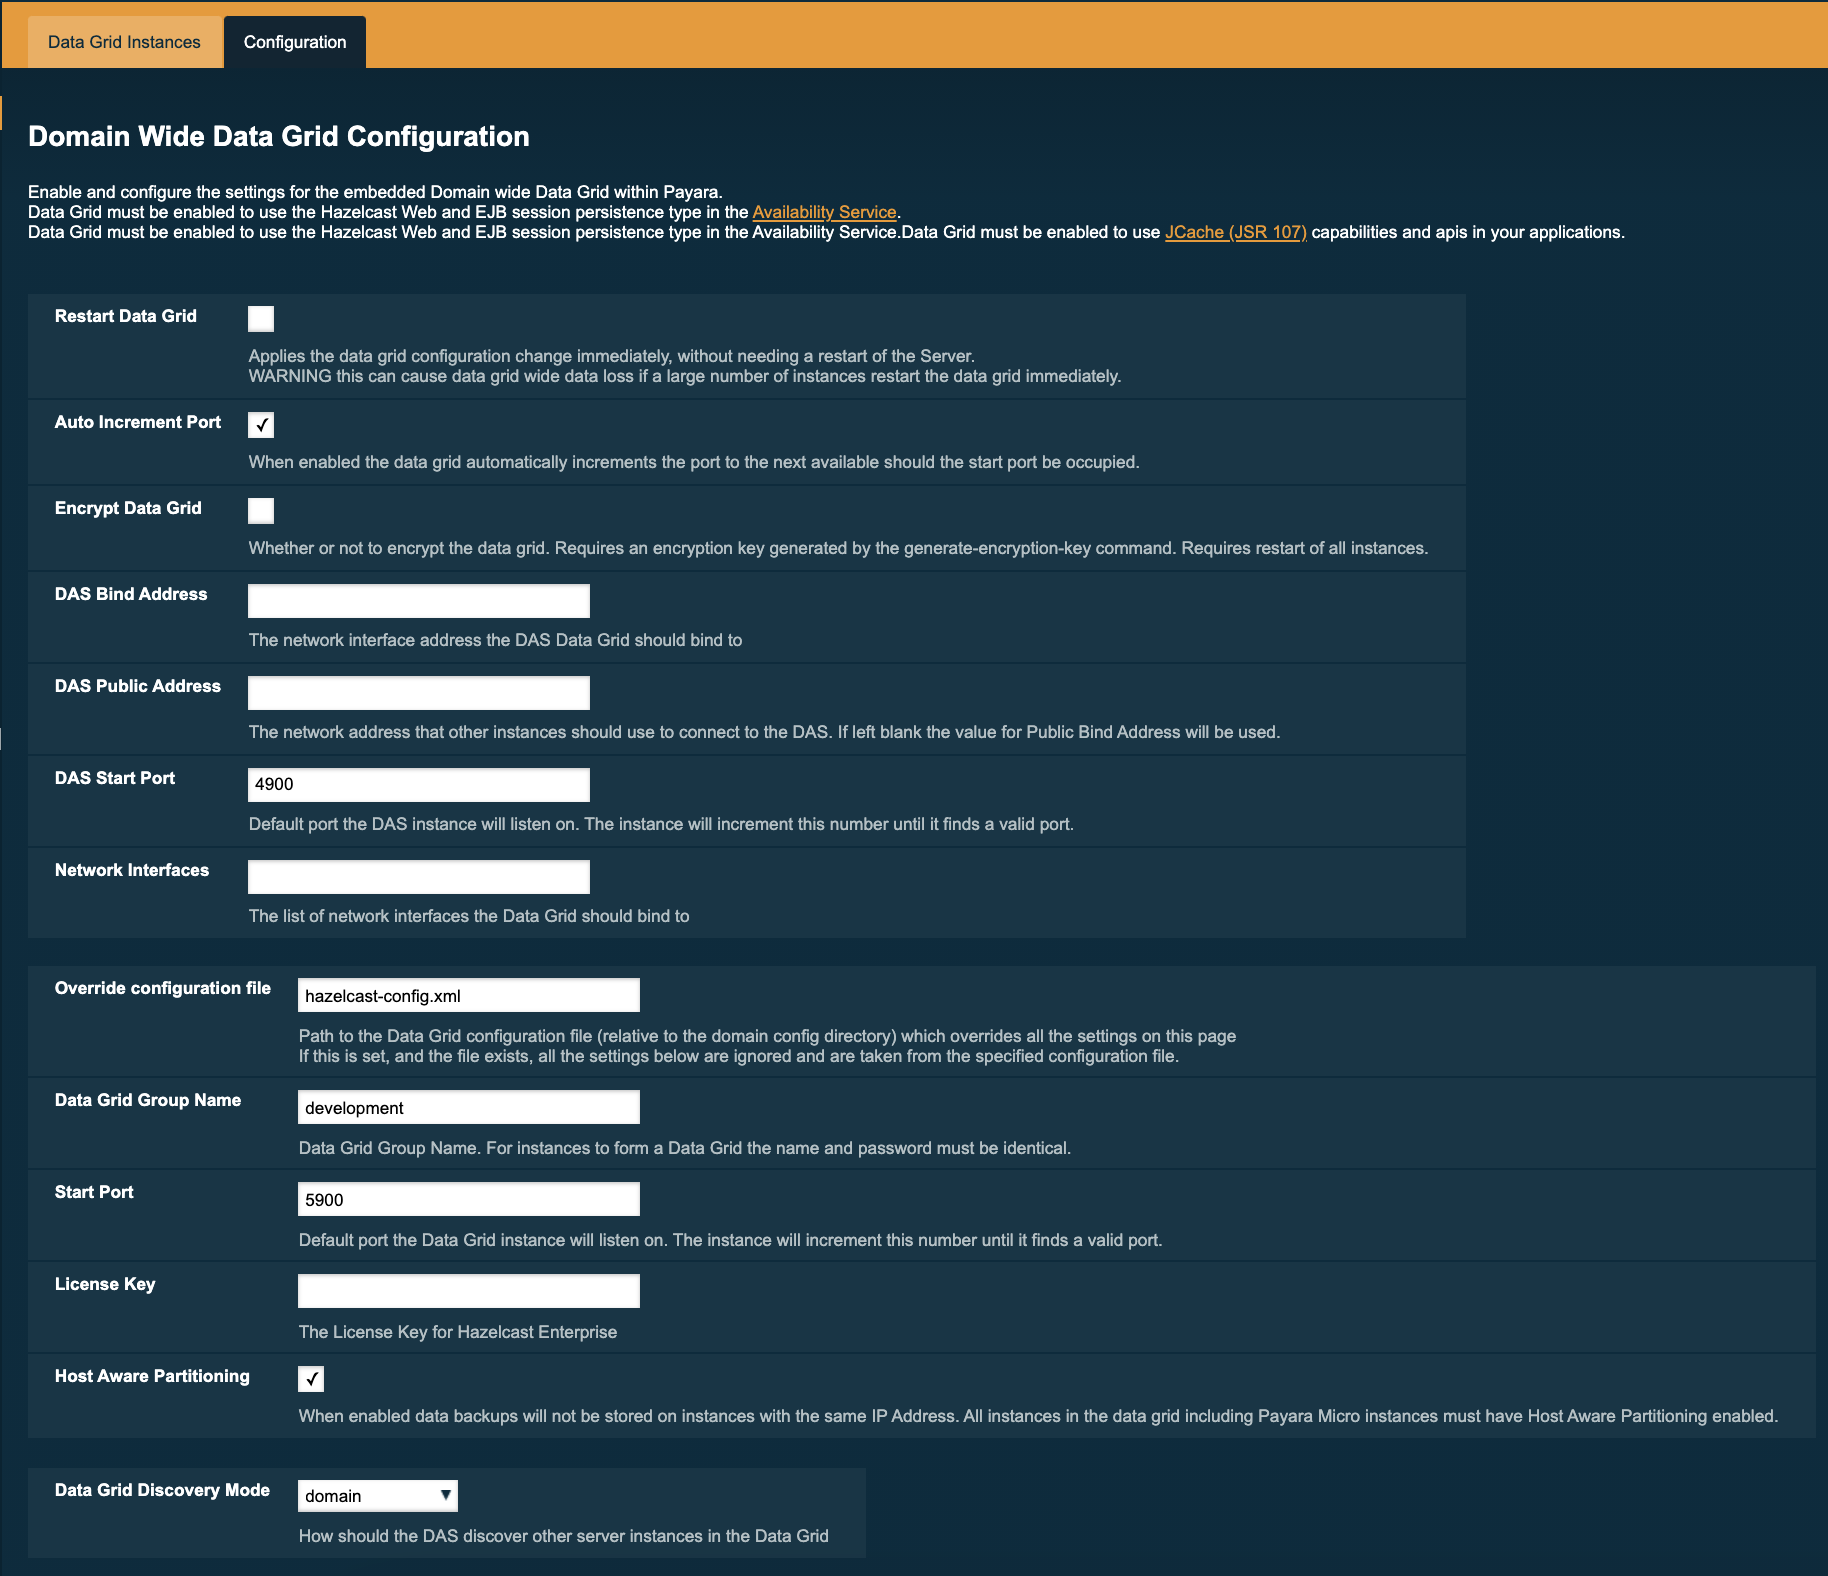 Data Grid Instances
Configuration
Domain Wide Data Grid Configuration
Enable and configure the settings for the embedded Domain wide Data Grid within Payara.
Data Grid must be enabled to use the Hazelcast Web and EJB session persistence type in the Availability Service.
Data Grid must be enabled to use the Hazelcast Web and EJB session persistence type in the Availability Service.Data Grid must be enabled to use JCache (JSR 107) capabilities and apis in your applications.
Restart Data Grid
Applies the data grid configuration change immediately, without needing a restart of the Server.
WARNING this can cause data grid wide data loss if a large number of instances restart the data grid immediately.
Auto Increment Port
When enabled the data grid automatically increments the port to the next available should the start port be occupied.
Encrypt Data Grid
Whether or not to encrypt the data grid. Requires an encryption key generated by the generate-encryption-key command. Requires restart of all instances.
DAS Bind Address
The network interface address the DAS Data Grid should bind to
DAS Public Address
The network address that other instances should use to connect to the DAS. If left blank the value for Public Bind Address will be used.
DAS Start Port
4900
Default port the DAS instance will listen on. The instance will increment this number until it finds a valid port.
Network Interfaces
The list of network interfaces the Data Grid should bind to
Override configuration file
hazelcast-config.xml
Path to the Data Grid configuration file (relative to the domain config directory) which overrides all the settings on this page
If this is set, and the file exists, all the settings below are ignored and are taken from the specified configuration file.
Data Grid Group Name
development
Data Grid Group Name. For instances to form a Data Grid the name and password must be identical.
Start Port
5900
Default port the Data Grid instance will listen on. The instance will increment this number until it finds a valid port.
License Key
The License Key for Hazelcast Enterprise
Host Aware Partitioning
When enabled data backups will not be stored on instances with the same IP Address. All instances in the data grid including Payara Micro instances must have Host Aware Partitioning enabled.
Data Grid Discovery Mode
domain
How should the DAS discover other server instances in the Data Grid